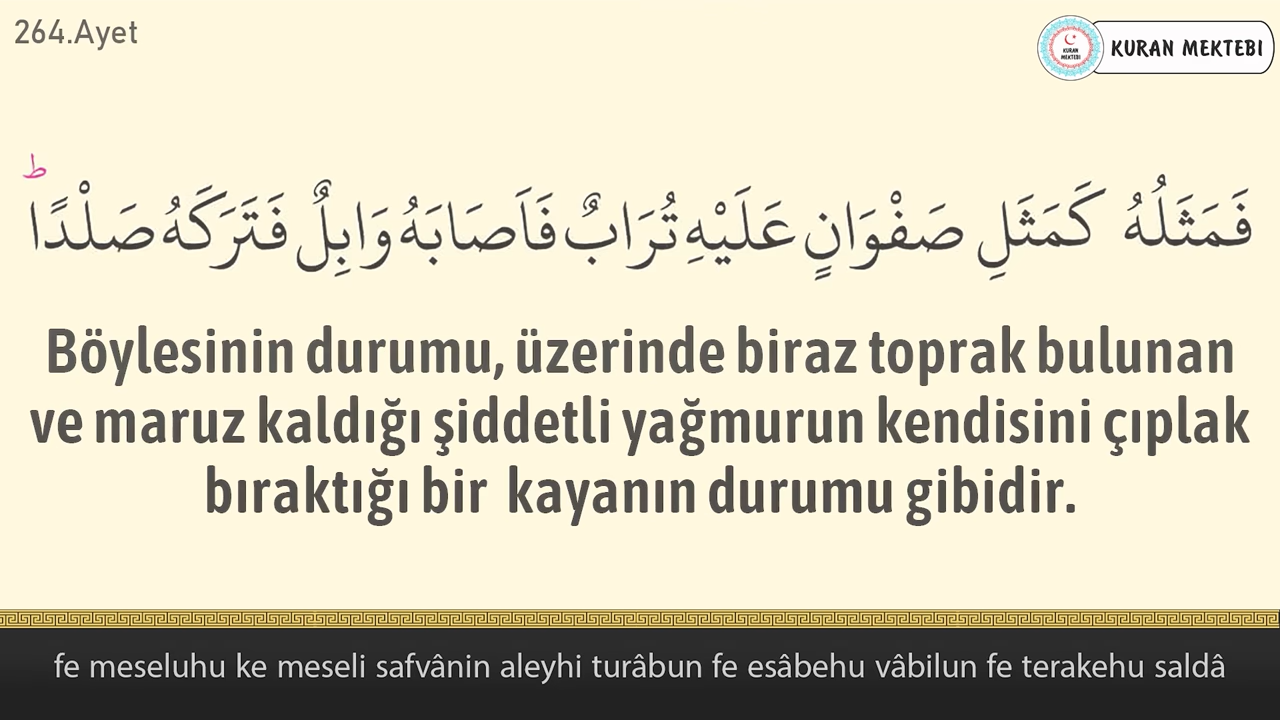 264.Ayet
KURAN MEKTEBI
KURAN
MEKTEBI
ط
فَمَثَلُهُ كَمَثَلِ صَفْوَانٍ عَلَيْهِ تُرَابٌ فَاَصَابَهُ وَابِلٌ فَتَرَكَهُ صَلْدًا
Böylesinin durumu, üzerinde biraz toprak bulunan
ve maruz kaldığı şiddetli yağmurun kendisini çıplak
bıraktığı bir kayanın durumu gibidir.
fe meseluhu ke meseli safvânin aleyhi turâbun fe esâbehu vâbilun fe terakehu saldâ